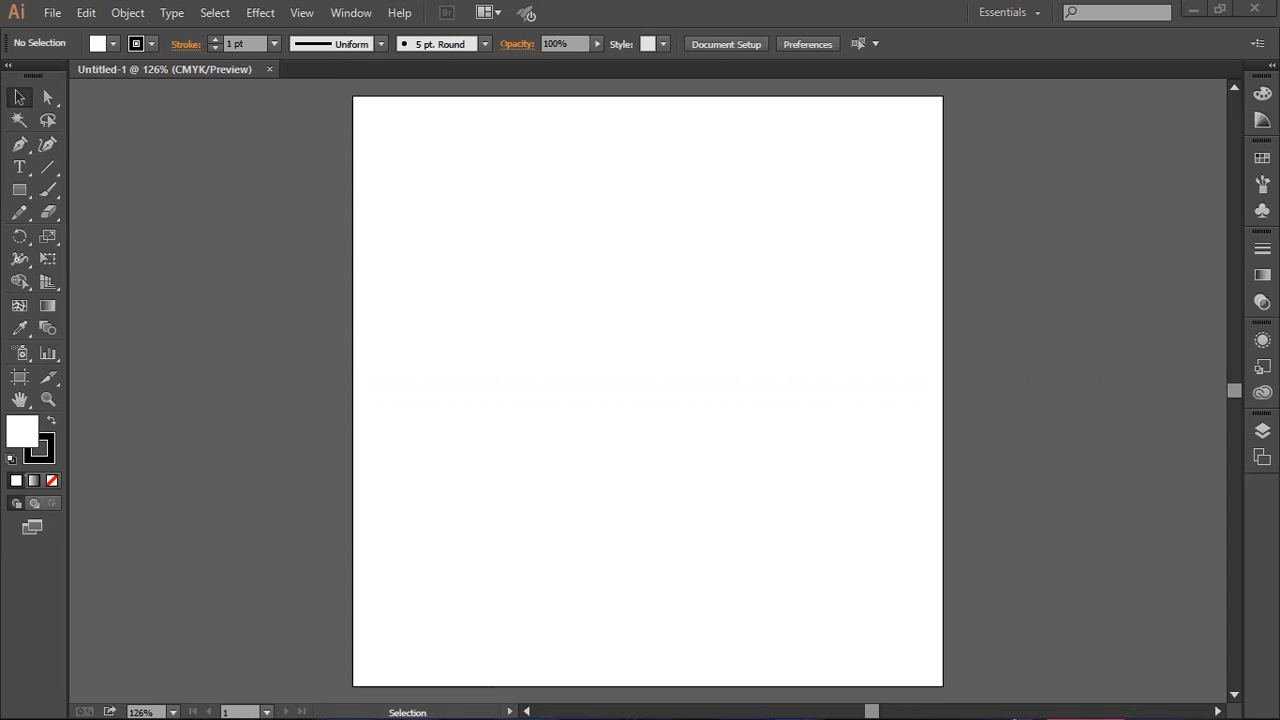 Ai File Edit Object Type Select Effect View Window Help Br Essentials
No Selection Stroke: 1 pt Uniform 5 pt. Round Opacity: 100% Style: Document Setup Preferences
Untitled-1 @ 126% (CMYK/Preview)
T
126% 1 Selection